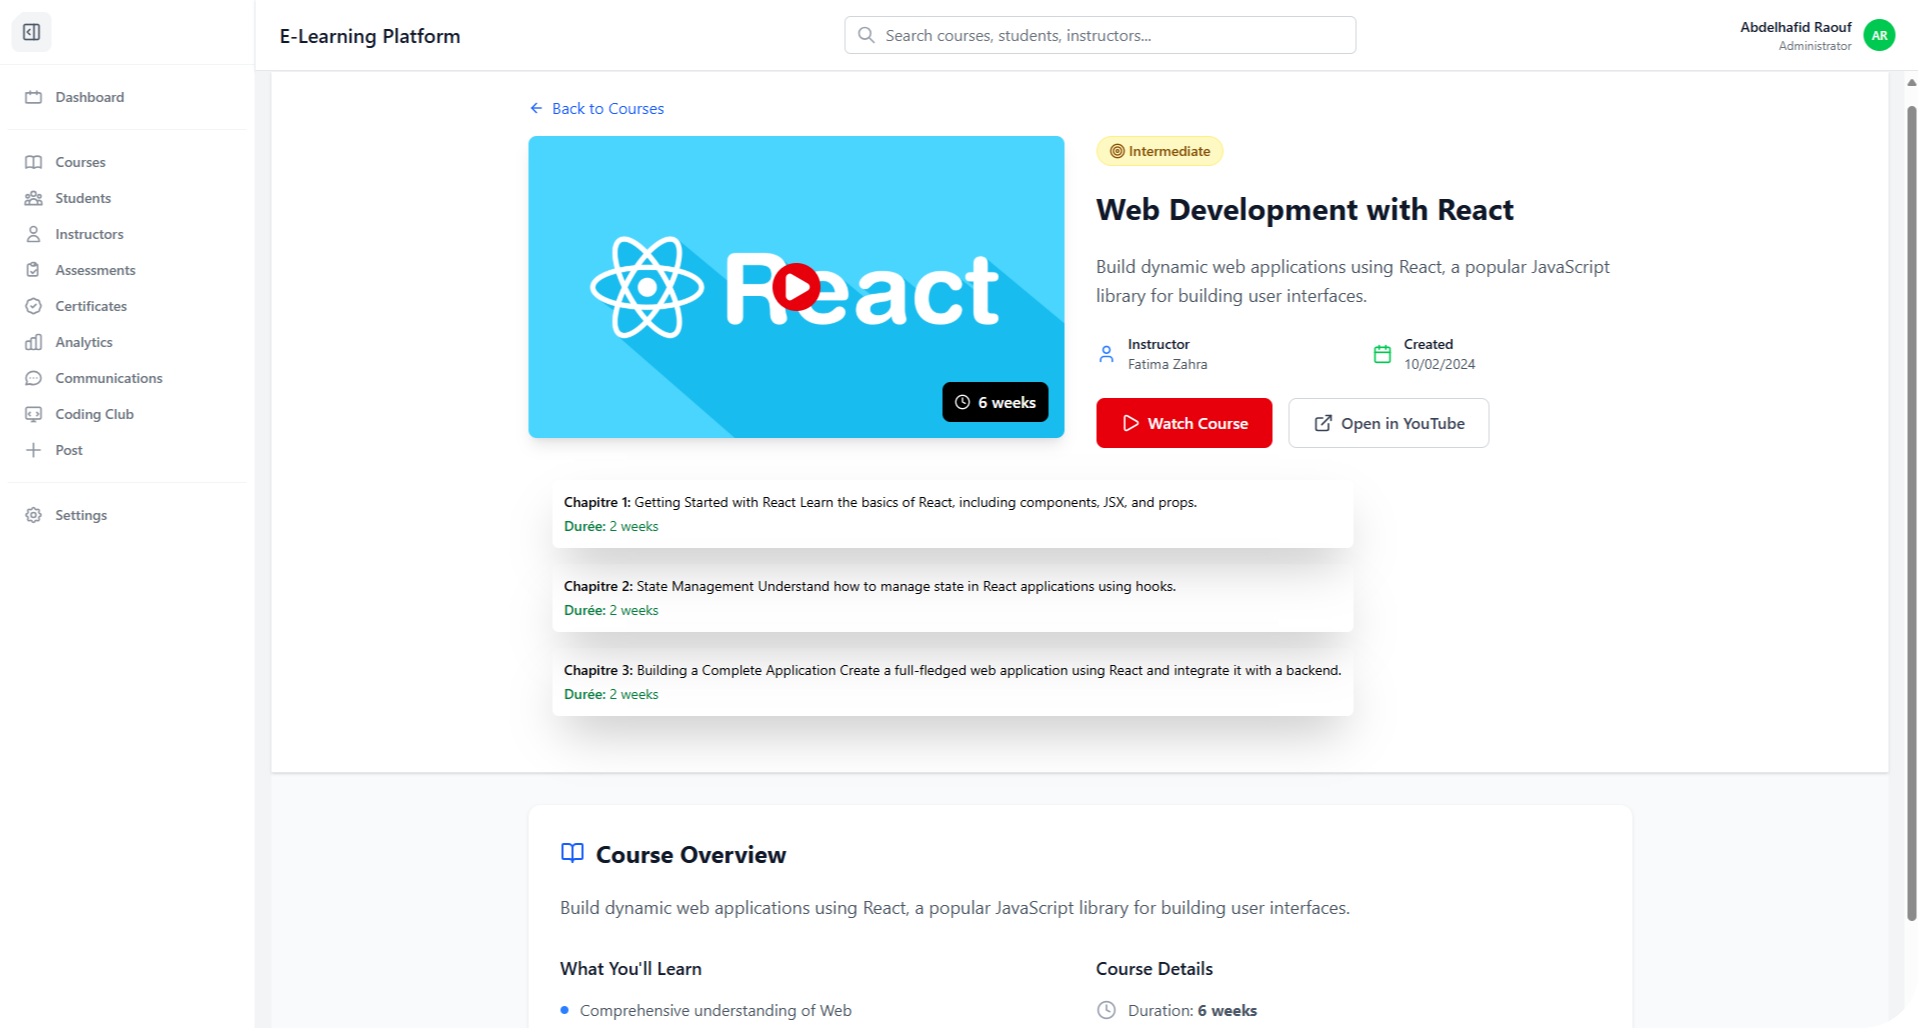 E-Learning Platform
Search courses, students, instructors...
Abdelhafid Raouf
Administrator
AR
Dashboard
Courses
Students
Instructors
Assessments
Certificates
Analytics
Communications
Coding Club
Post
Settings
Back to Courses
React
6 weeks
Intermediate
Web Development with React
Build dynamic web applications using React, a popular JavaScript
library for building user interfaces.
Instructor
Fatima Zahra
Created
10/02/2024
Watch Course
Open in YouTube
Chapitre 1: Getting Started with React Learn the basics of React, including components, JSX, and props.
Durée: 2 weeks
Chapitre 2: State Management Understand how to manage state in React applications using hooks.
Durée: 2 weeks
Chapitre 3: Building a Complete Application Create a full-fledged web application using React and integrate it with a backend.
Durée: 2 weeks
Course Overview
Build dynamic web applications using React, a popular JavaScript library for building user interfaces.
What You'll Learn
Comprehensive understanding of Web
Course Details
Duration: 6 weeks